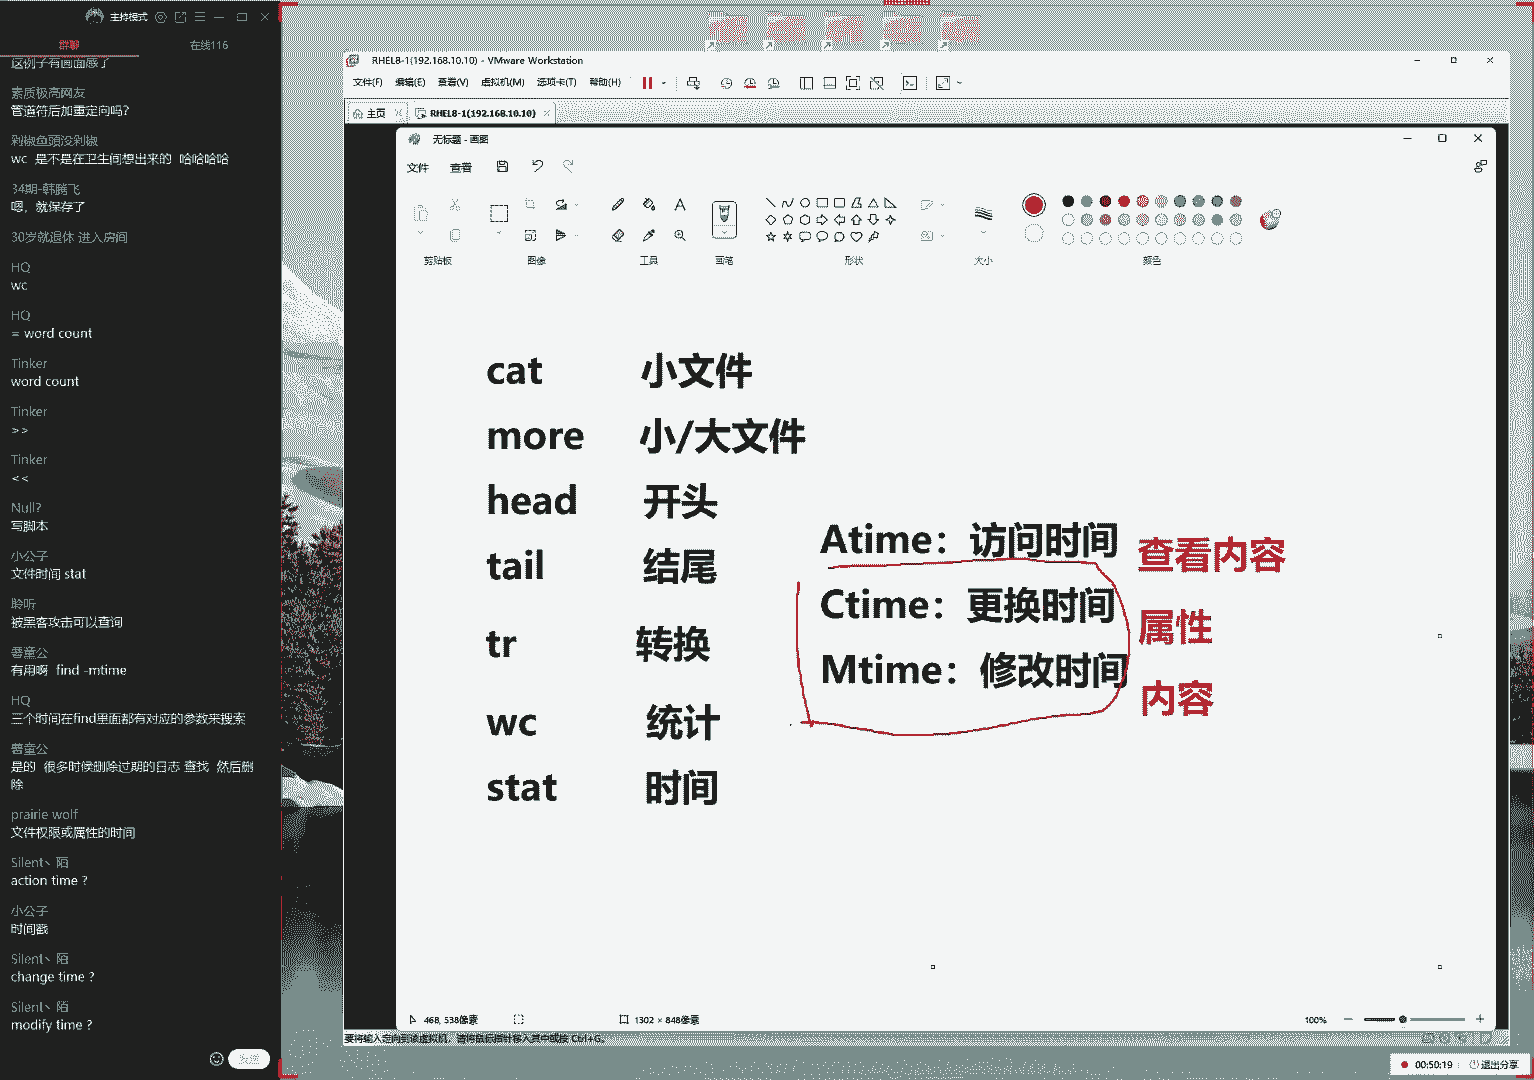 主持模式
群聊 在线116
这例子有画面感了
素质极高网友
管道符后加重定向吗?
剁椒鱼頭没剁椒
wc 是不是在卫生间想出来的 哈哈哈哈
34期-韩腾飞
嗯，就保存了
30岁就退休 进入房间
HQ
wc
HQ
= word count
Tinker
word count
Tinker
>>
Tinker
<<
Null?
写脚本
小公子
文件时间 stat
聆听
被黑客攻击可以查询
有用啊 find -mtime
HQ
三个时间在find里面都有对应的参数来搜索
是的 很多时候删除过期的日志 查找 然后删
除
prairie wolf
文件权限或属性的时间
Silent丶 陌
action time ?
小公子
时间戳
Silent丶 陌
change time ?
Silent丶 陌
modify time ?
发送
RHEL8-1(192.168.10.10) - VMware Workstation
文件(F) 编辑(E) 查看(V) 虚拟机(M) 选项卡(T) 帮助(H)
主页 RHEL8-1(192.168.10.10)
无标题 - 画图
文件 查看
剪贴板 图像 工具 画笔 形状 大小 颜色
cat 小文件
more 小/大文件
head 开头
tail 结尾
tr 转换
wc 统计
stat 时间
Atime：访问时间 查看内容
Ctime：更换时间 属性
Mtime：修改时间 内容
468, 538像素 1302 × 848像素 100%
要将输入定向到该虚拟机，请将鼠标指针移入其中或按 Ctrl+G。
00:50:19 退出分享